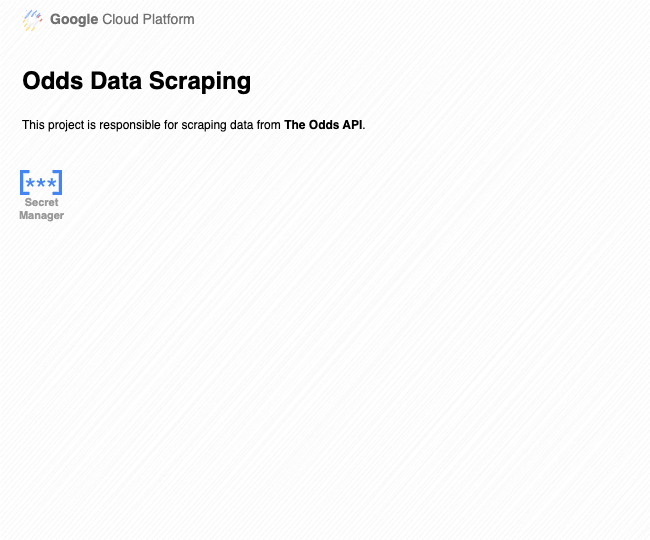 Google Cloud Platform
Odds Data Scraping
This project is responsible for scraping data from The Odds API.
[***]
Secret
Manager